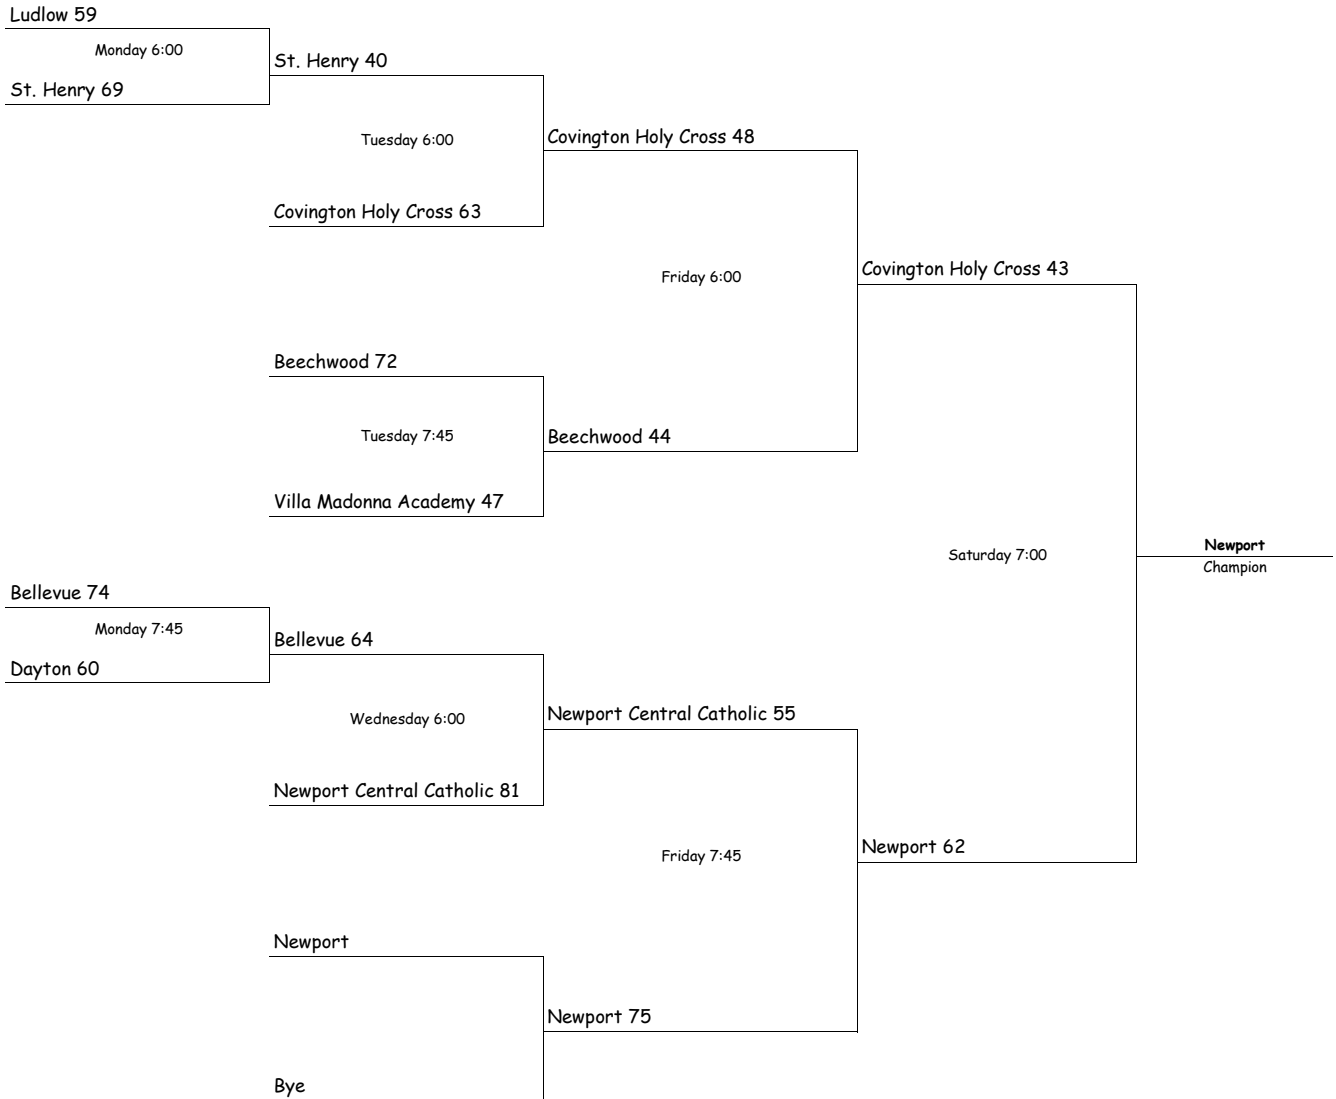 Ludlow 59
Monday 6:00
St. Henry 69
St. Henry 40
Tuesday 6:00
Covington Holy Cross 63
Covington Holy Cross 48
Friday 6:00
Covington Holy Cross 43
Beechwood 72
Tuesday 7:45
Beechwood 44
Villa Madonna Academy 47
Saturday 7:00
Newport
Champion
Bellevue 74
Monday 7:45
Dayton 60
Bellevue 64
Wednesday 6:00
Newport Central Catholic 81
Newport Central Catholic 55
Friday 7:45
Newport 62
Newport
Newport 75
Bye